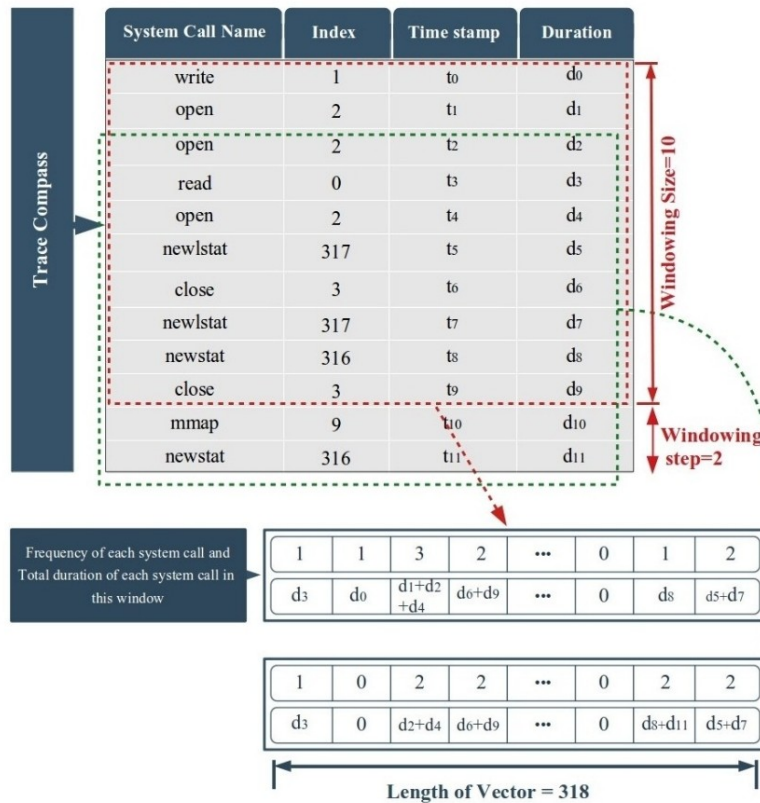 System Call Name Index Time stamp Duration
write 1 t0 d0
open 2 t1 d1
open 2 t2 d2
read 0 t3 d3
open 2 t4 d4
newlstat 317 t5 d5
close 3 t6 d6
newlstat 317 t7 d7
newstat 316 t8 d8
close 3 t9 d9
mmap 9 t10 d10
newstat 316 t11 d11
Trace Compass
Windowing Size=10
Windowing
step=2
Frequency of each system call and
Total duration of each system call in
this window
1 1 3 2 ••• 0 1 2
d3 d0 d1+d2 +d4 d6+d9 ••• 0 d8 d5+d7
1 0 2 2 ••• 0 2 2
d3 0 d2+d4 d6+d9 ••• 0 d8+d11 d5+d7
Length of Vector = 318